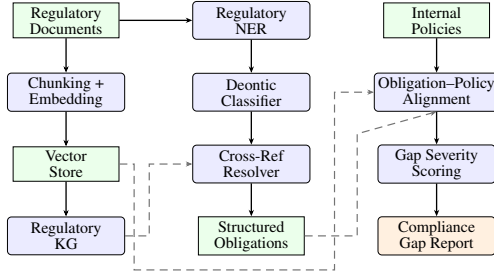 Regulatory
Documents
Regulatory
NER
Internal
Policies
Chunking +
Embedding
Deontic
Classifier
Obligation–Policy
Alignment
Vector
Store
Cross-Ref
Resolver
Gap Severity
Scoring
Regulatory
KG
Structured
Obligations
Compliance
Gap Report